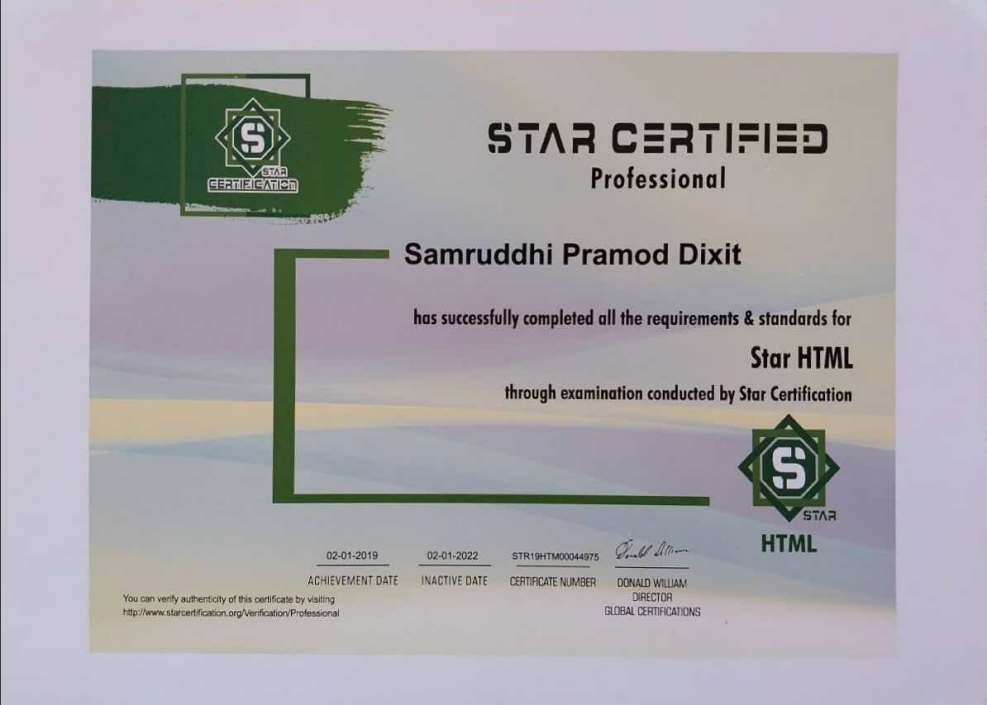 S
STAR
CERTIFICATION
STAR CERTIFIED
Professional
Samruddhi Pramod Dixit
has successfully completed all the requirements & standards for
Star HTML
through examination conducted by Star Certification
S
STAR
HTML
02-01-2019
ACHIEVEMENT DATE
02-01-2022
INACTIVE DATE
STR19HTM00044975
CERTIFICATE NUMBER
Donald William
DONALD WILLIAM
DIRECTOR
GLOBAL CERTIFICATIONS
You can verify authenticity of this certificate by visiting
http://www.starcertification.org/Verification/Professional